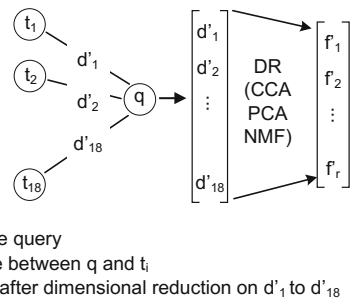 t1
t2
t18
d'1
d'2
d'18
q
d'1
d'2
⋮
d'18
DR
(CCA
PCA
NMF)
f'1
f'2
⋮
f'r
e query
e between q and ti
after dimensional reduction on d'1 to d'18